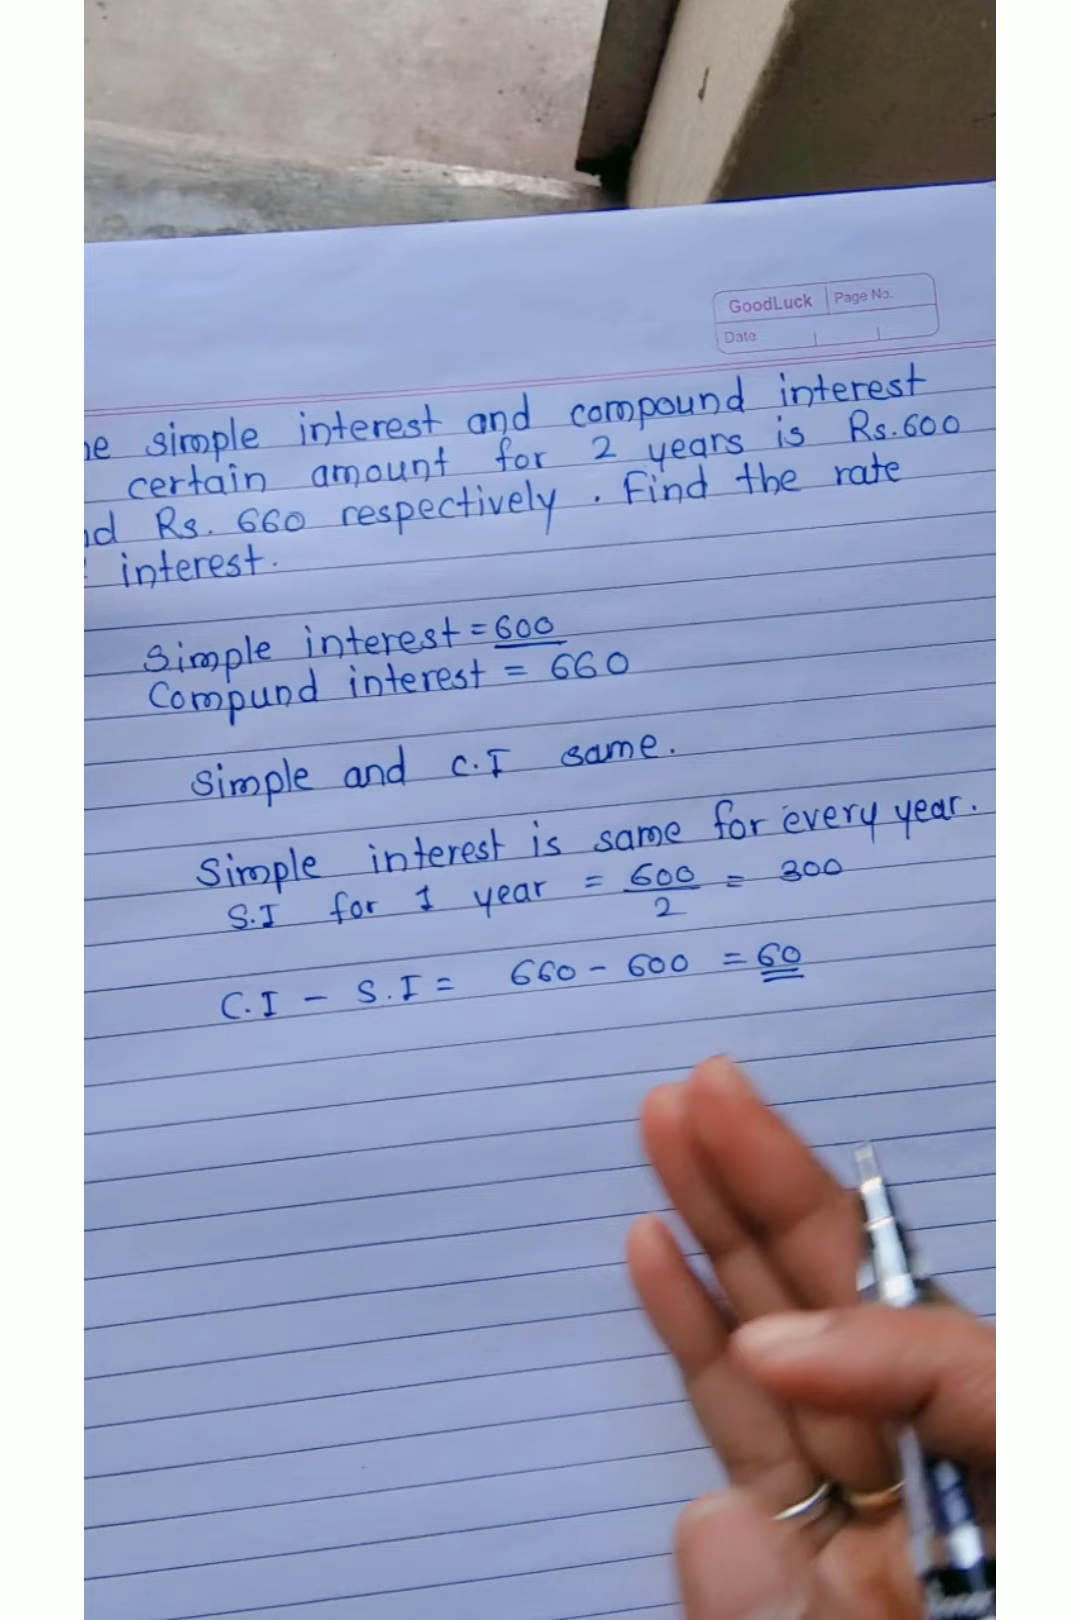 GoodLuck Page No.
Date
simple interest and compound interest
certain amount for 2 years is Rs.600
Rs. 660 respectively. Find the rate
interest.
Simple interest = 600
Compund interest = 660
Simple and C.I same.
Simple interest is same for every year.
S.I for 1 year = 600/2 = 300
C.I - S.I = 660 - 600 = 60